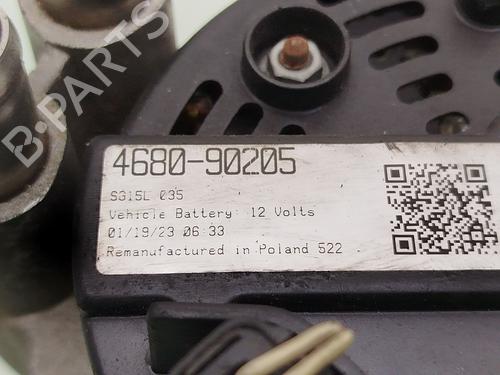 B-PARTS
4680-90205
SG15L 035
Vehicle Battery: 12 Volts
01/19/23 06:33
Remanufactured in Poland 522